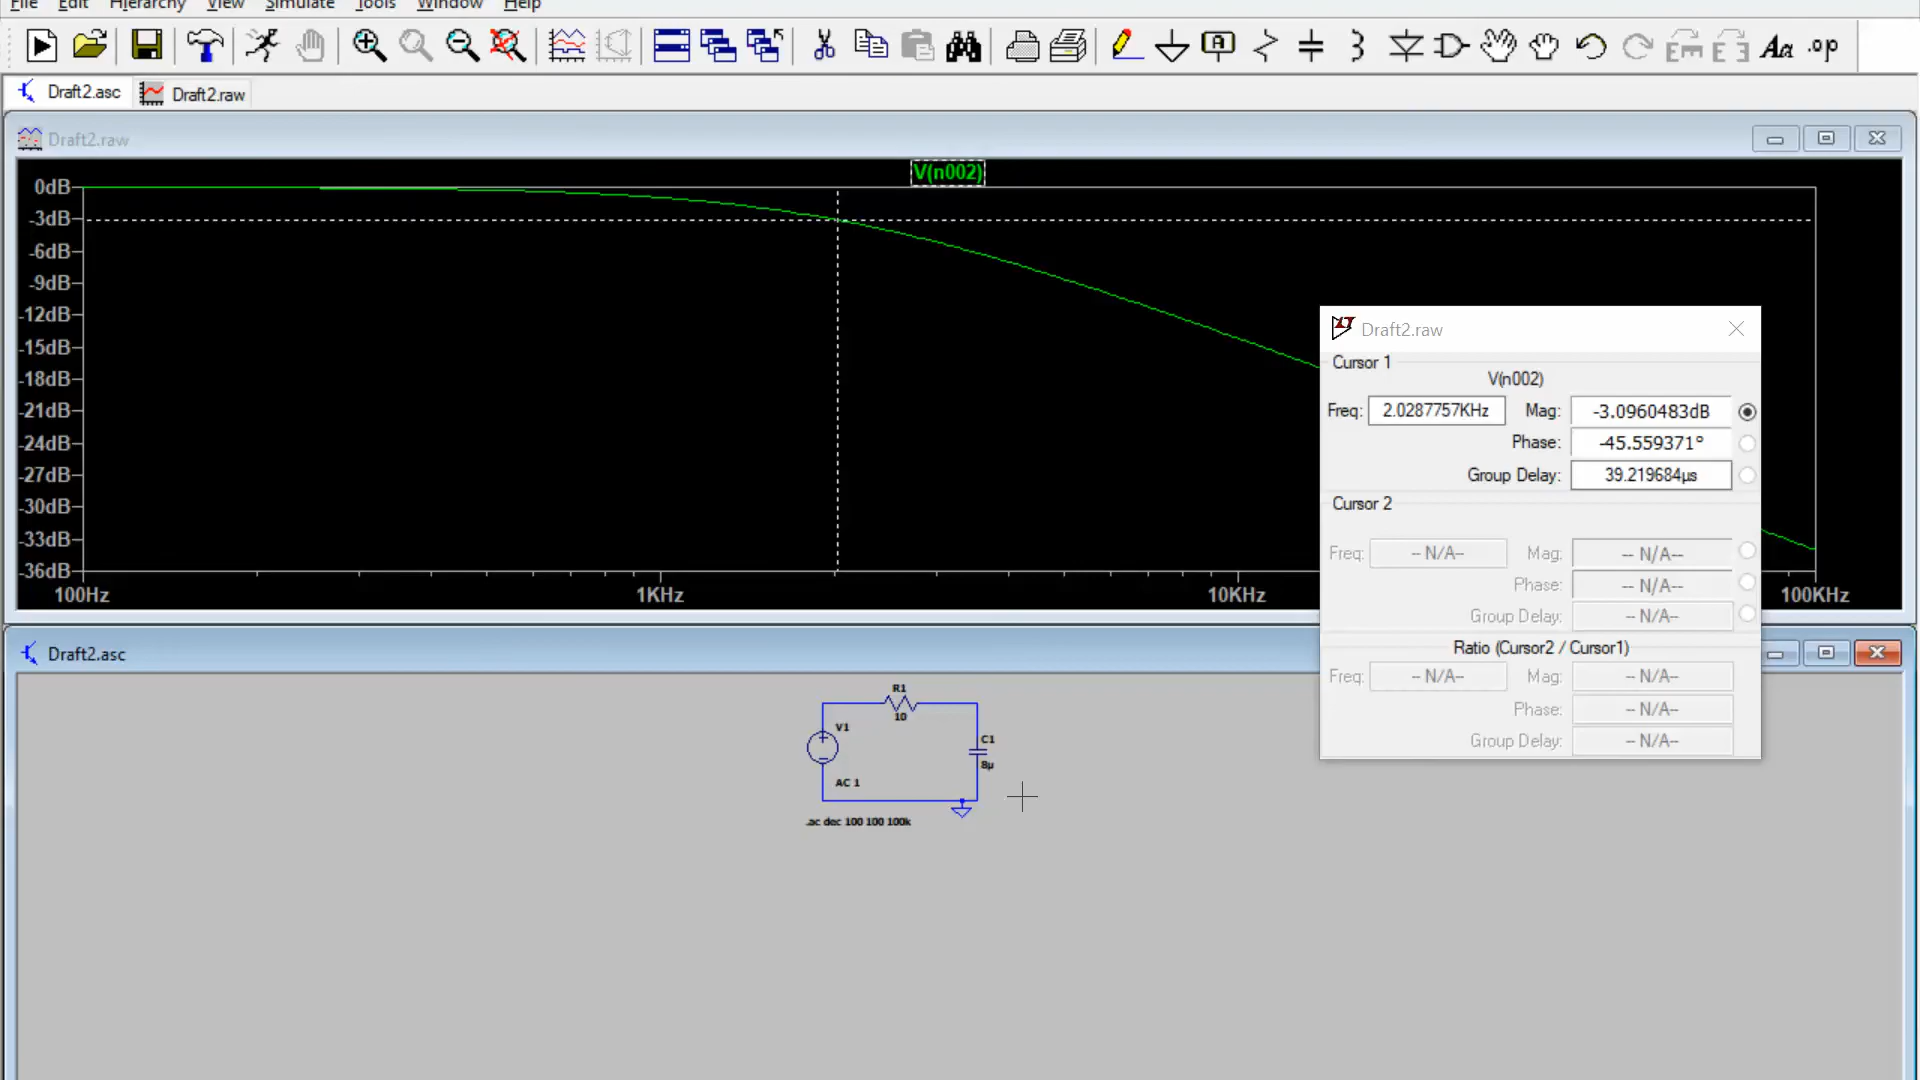 File Edit Hierarchy View Simulate Tools Window Help
A Aa .op
Draft2.asc Draft2.raw
Draft2.raw
V(n002)
0dB
-3dB
-6dB
-9dB
-12dB
-15dB
-18dB
-21dB
-24dB
-27dB
-30dB
-33dB
-36dB
100Hz 1KHz 10KHz 100KHz
Draft2.raw
Cursor 1
V(n002)
Freq: 2.0287757KHz Mag: -3.0960483dB
Phase: -45.559371°
Group Delay: 39.219684µs
Cursor 2
Freq: -- N/A-- Mag: -- N/A--
Phase: -- N/A--
Group Delay: -- N/A--
Ratio (Cursor2 / Cursor1)
Freq: -- N/A-- Mag: -- N/A--
Phase: -- N/A--
Group Delay: -- N/A--
Draft2.asc
R1
10
V1
C1
8µ
AC 1
.ac dec 100 100 100k